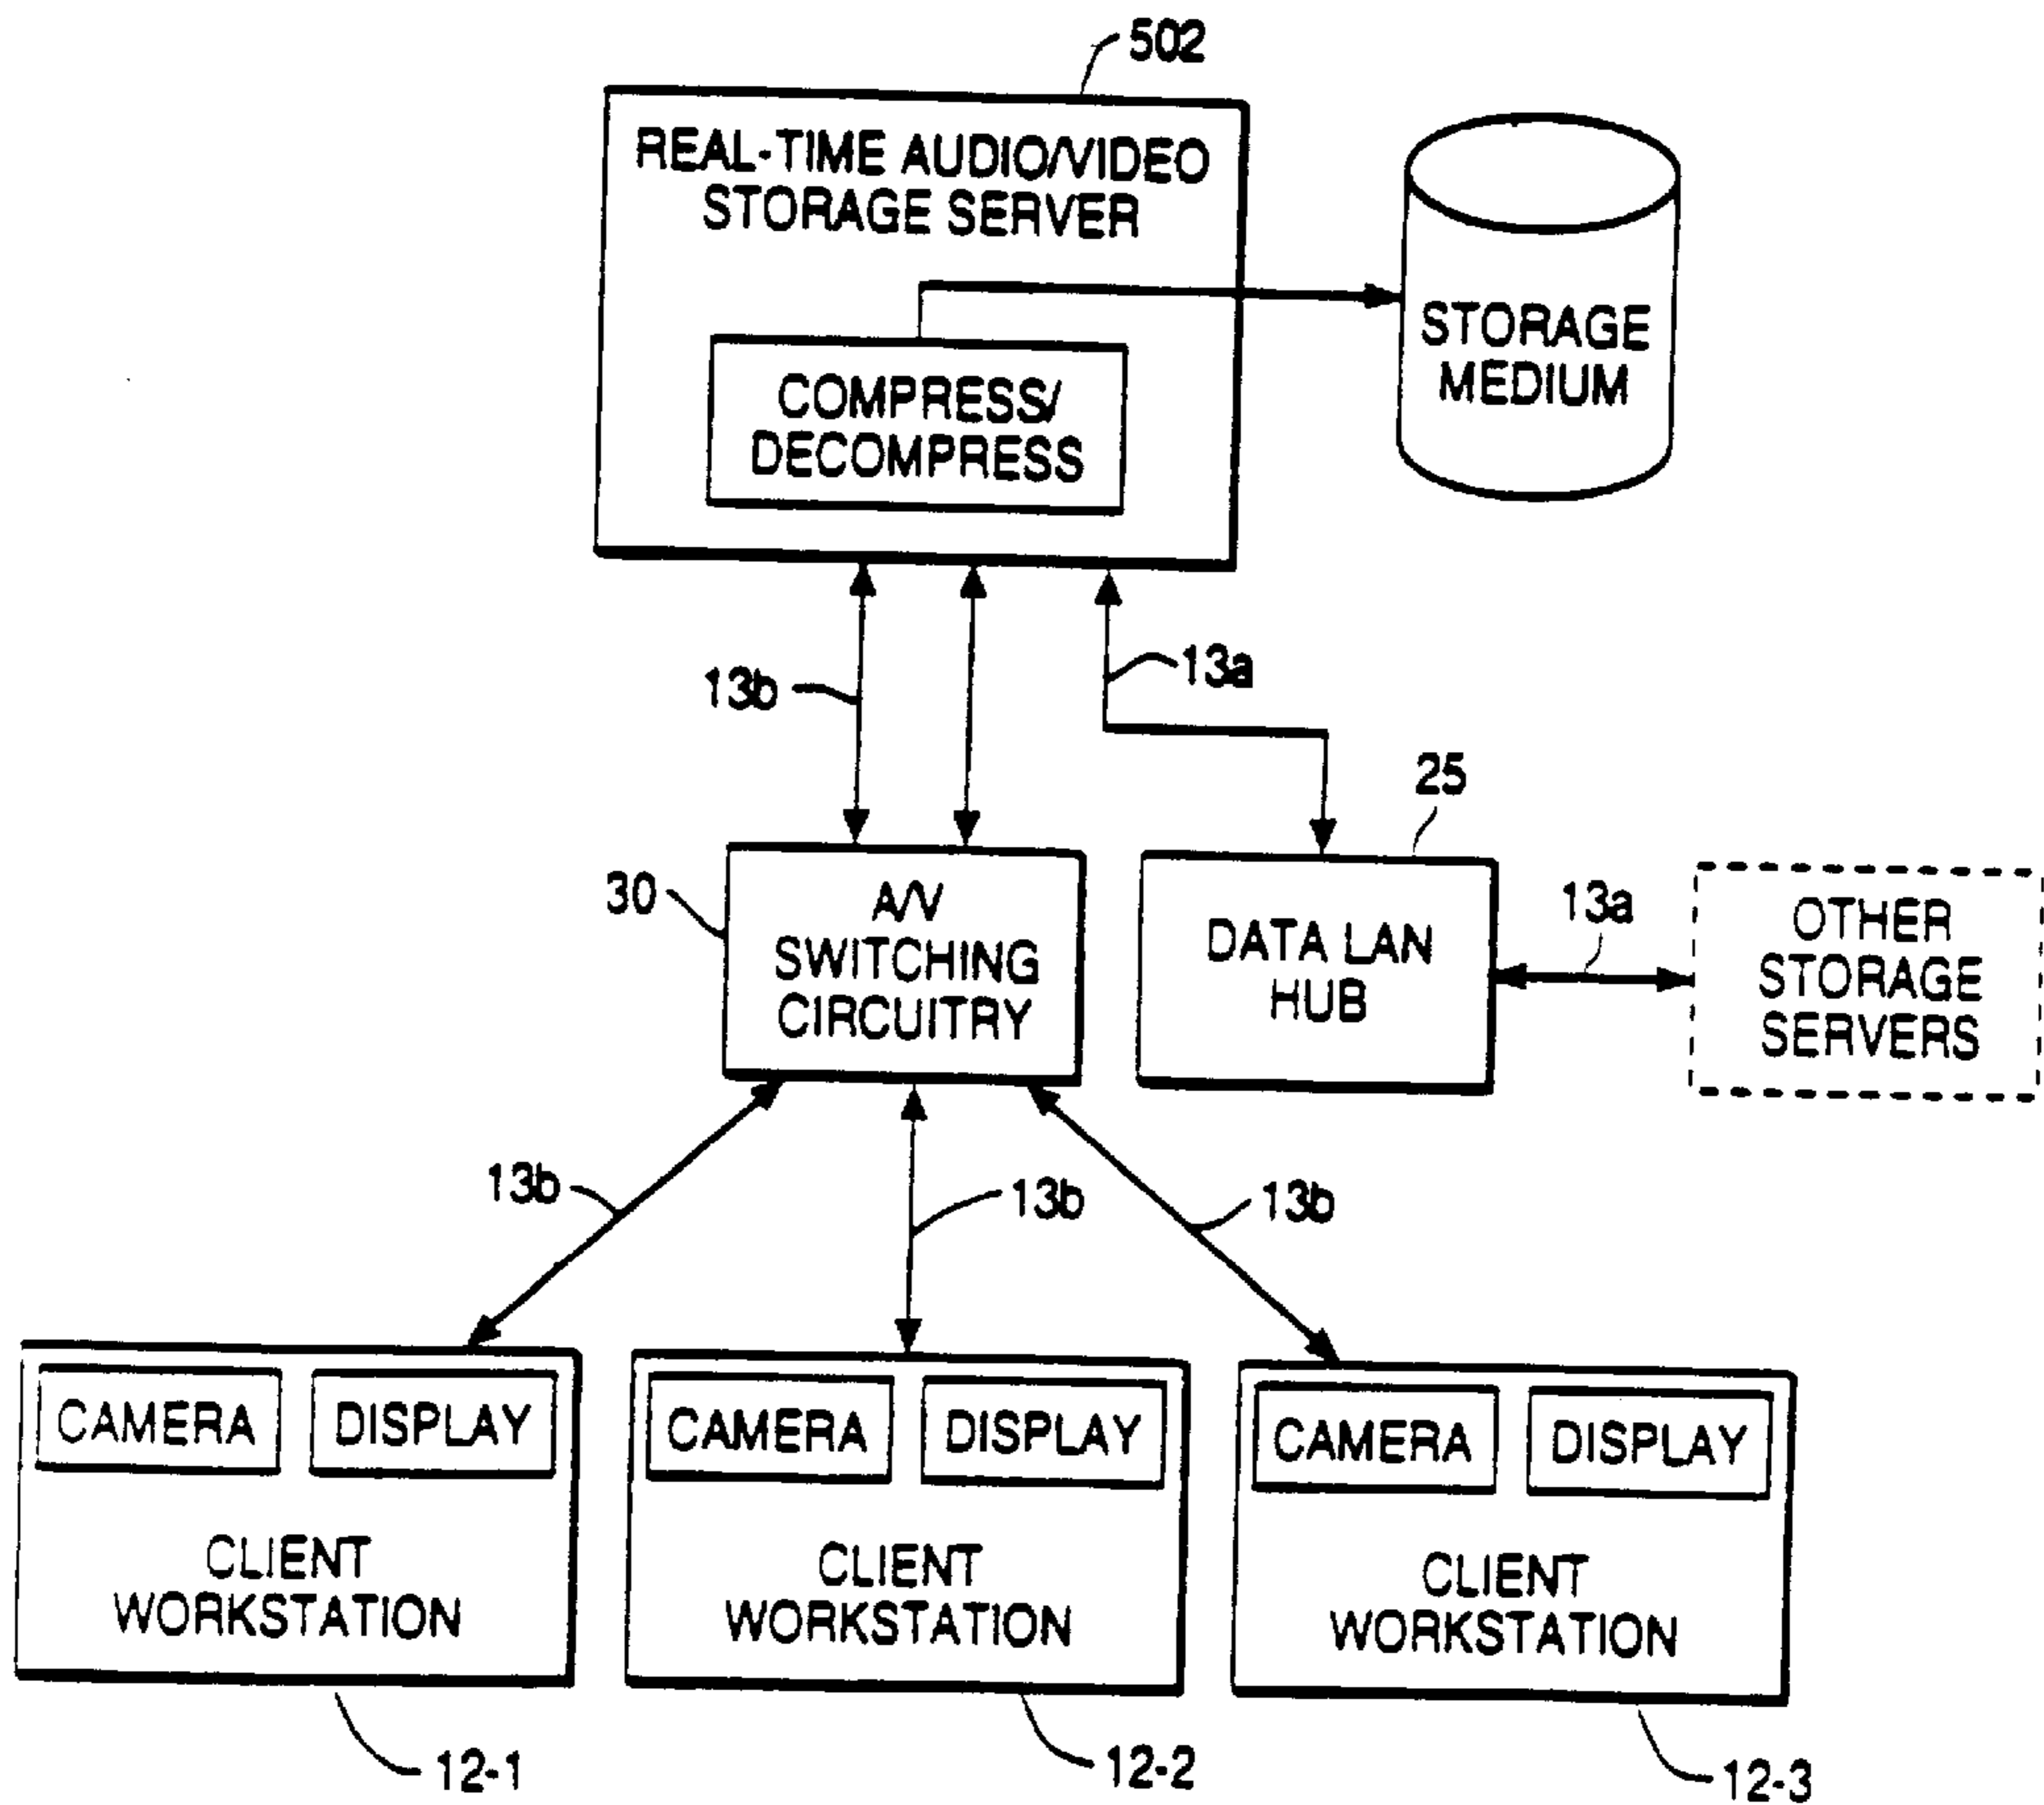 502
REAL-TIME AUDIO/VIDEO
STORAGE SERVER
COMPRESS/
DECOMPRESS
STORAGE
MEDIUM
13b
13a
25
30
A/V
SWITCHING
CIRCUITRY
DATA LAN
HUB
13a
OTHER
STORAGE
SERVERS
13b
13b
13b
CAMERA
DISPLAY
CLIENT
WORKSTATION
CAMERA
DISPLAY
CLIENT
WORKSTATION
CAMERA
DISPLAY
CLIENT
WORKSTATION
12-1
12-2
12-3